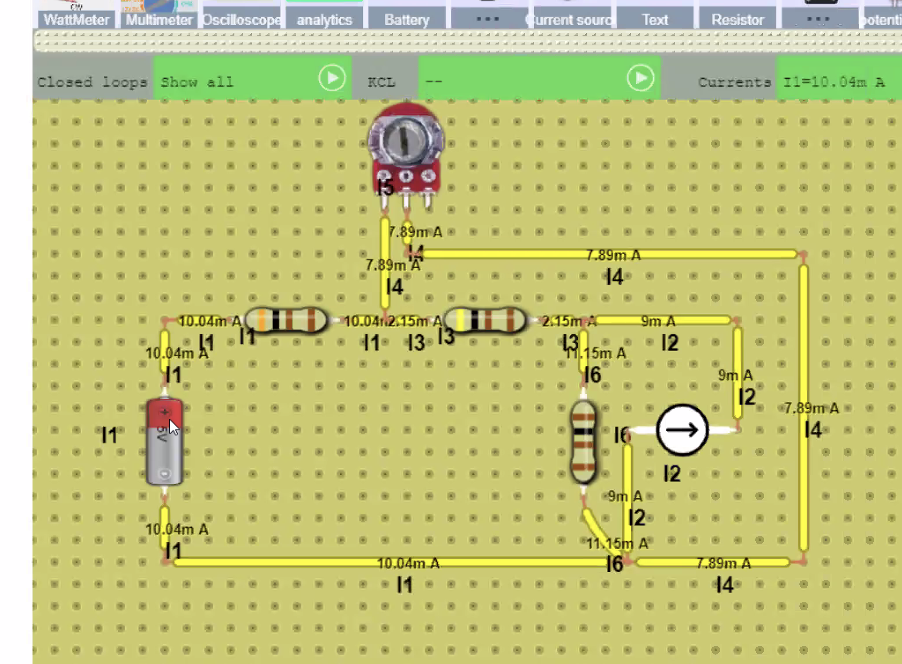 WattMeter Multimeter Oscilloscope analytics Battery ... Current sourc Text Resistor ... potenti
Closed loops Show all KCL -- Currents I1=10.04m A
I5
7.89m A
I4
7.89m A
7.89m A
I4
I4
10.04m A
I1
I1
10.04m A
I1
2.15m A
I3
I3
2.15m A
I3
9m A
I2
10.04m A
I1
11.15m A
I6
9m A
I2
7.89m A
I4
+
5V
I1
I6
I2
9m A
I2
10.04m A
I1
11.15m A
I6
10.04m A
I1
7.89m A
I4